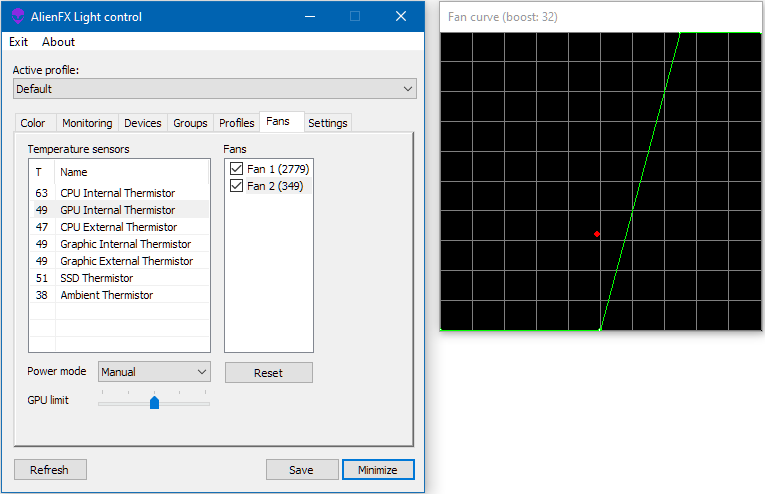 AlienFX Light control
Exit About
Active profile:
Default
Color Monitoring Devices Groups Profiles Fans Settings
Temperature sensors
T Name
63 CPU Internal Thermistor
49 GPU Internal Thermistor
47 CPU External Thermistor
49 Graphic Internal Thermistor
49 Graphic External Thermistor
51 SSD Thermistor
38 Ambient Thermistor
Fans
Fan 1 (2779)
Fan 2 (349)
Power mode Manual
Reset
GPU limit
Refresh Save Minimize
Fan curve (boost: 32)